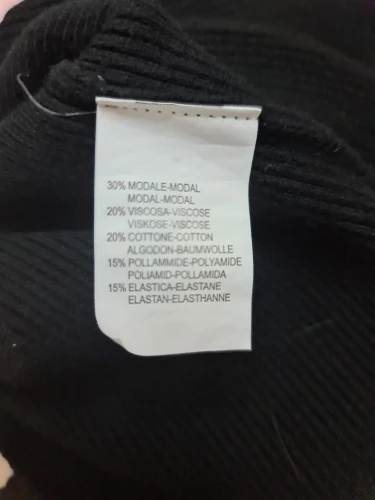 30% MODALE-MODAL
MODAL-MODAL
20% VISCOSA-VISCOSE
VISKOSE-VISCOSE
20% COTTONE-COTTON
ALGODON-BAUMWOLLE
15% POLLAMMIDE-POLYAMIDE
POLIAMID-POLLAMIDA
15% ELASTICA-ELASTANE
ELASTAN-ELASTHANNE